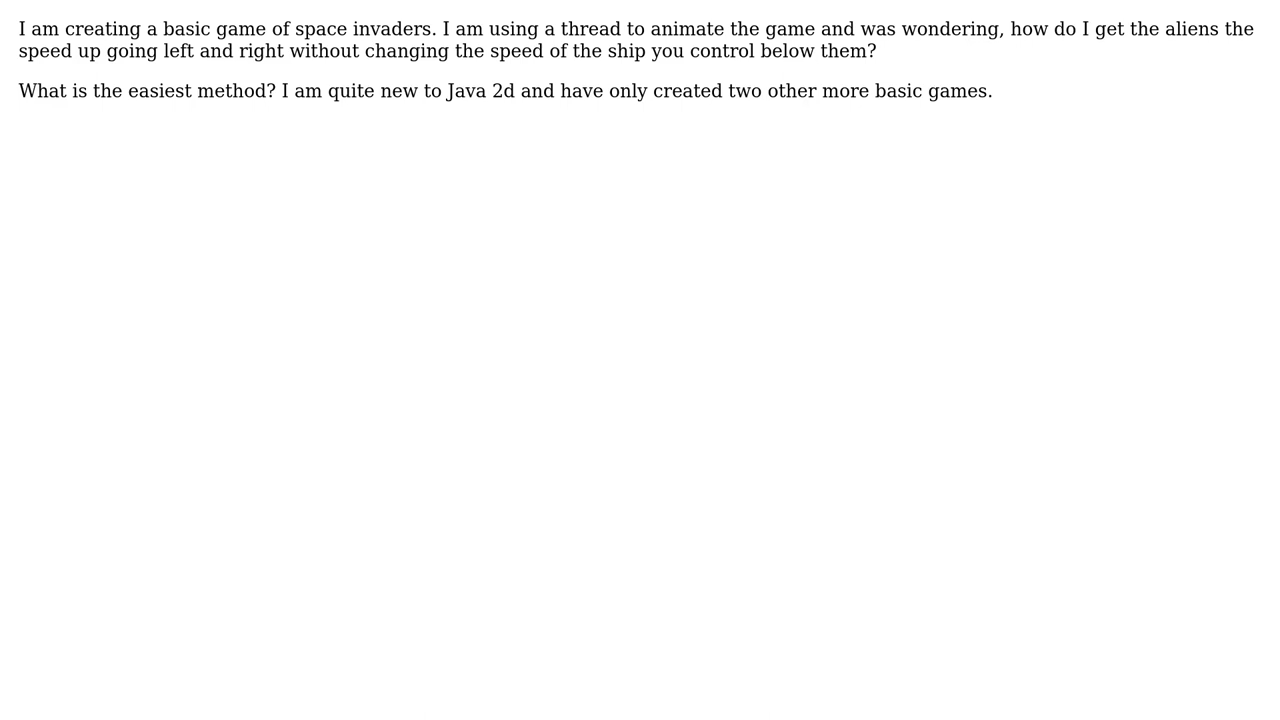 I am creating a basic game of space invaders. I am using a thread to animate the game and was wondering, how do I get the aliens the
speed up going left and right without changing the speed of the ship you control below them?
What is the easiest method? I am quite new to Java 2d and have only created two other more basic games.